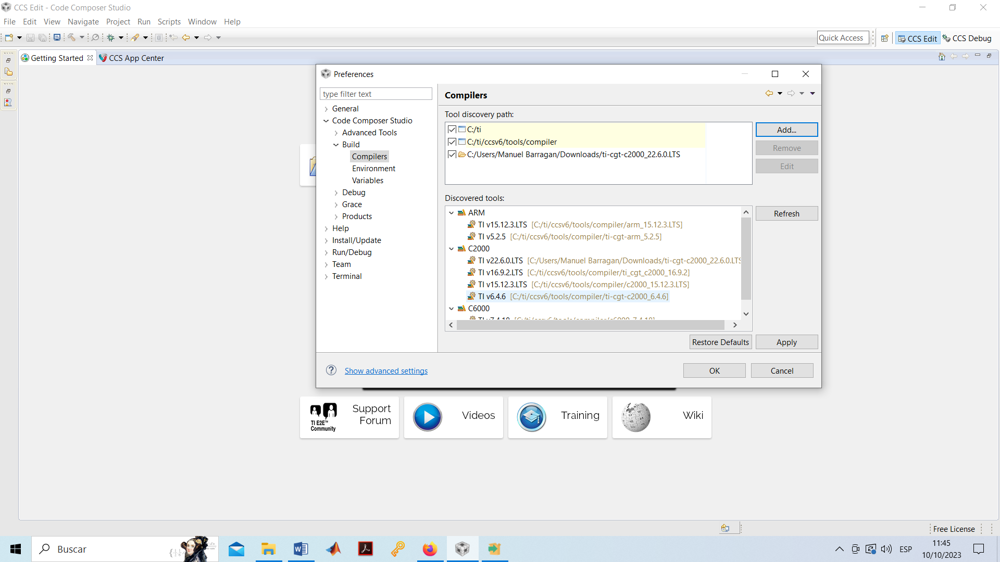 CCS Edit - Code Composer Studio
File Edit View Navigate Project Run Scripts Window Help
Quick Access
CCS Edit
CCS Debug
Getting Started
CCS App Center
Preferences
type filter text
General
Code Composer Studio
Advanced Tools
Build
Compilers
Environment
Variables
Debug
Grace
Products
Help
Install/Update
Run/Debug
Team
Terminal
Compilers
Tool discovery path:
C:/ti
C:/ti/ccsv6/tools/compiler
C:/Users/Manuel Barragan/Downloads/ti-cgt-c2000_22.6.0.LTS
Add...
Remove
Edit
Discovered tools:
ARM
TI v15.12.3.LTS [C:/ti/ccsv6/tools/compiler/arm_15.12.3.LTS]
TI v5.2.5 [C:/ti/ccsv6/tools/compiler/ti-cgt-arm_5.2.5]
C2000
TI v22.6.0.LTS [C:/Users/Manuel Barragan/Downloads/ti-cgt-c2000_22.6.0.LTS
TI v16.9.2.LTS [C:/ti/ccsv6/tools/compiler/ti_cgt_c2000_16.9.2]
TI v15.12.3.LTS [C:/ti/ccsv6/tools/compiler/c2000_15.12.3.LTS]
TI v6.4.6 [C:/ti/ccsv6/tools/compiler/ti-cgt-c2000_6.4.6]
C6000
Refresh
Restore Defaults
Apply
Show advanced settings
OK
Cancel
TI E2E™
Community
Support
Forum
Videos
Training
Wiki
Free License
Buscar
ESP
11:45
10/10/2023